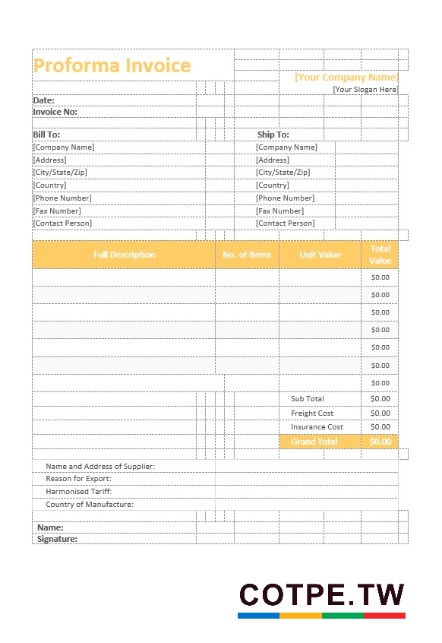 Proforma Invoice
[Your Company Name]
[Your Slogan Here]
Date:
Invoice No:
Bill To: Ship To:
[Company Name] [Company Name]
[Address] [Address]
[City/State/Zip] [City/State/Zip]
[Country] [Country]
[Phone Number] [Phone Number]
[Fax Number] [Fax Number]
[Contact Person] [Contact Person]
Full Description No. of Items Unit Value Total Value
$0.00
$0.00
$0.00
$0.00
$0.00
$0.00
$0.00
Sub Total $0.00
Freight Cost $0.00
Insurance Cost $0.00
Grand Total $0.00
Name and Address of Supplier:
Reason for Export:
Harmonised Tariff:
Country of Manufacture:
Name:
Signature:
COTPE.TW